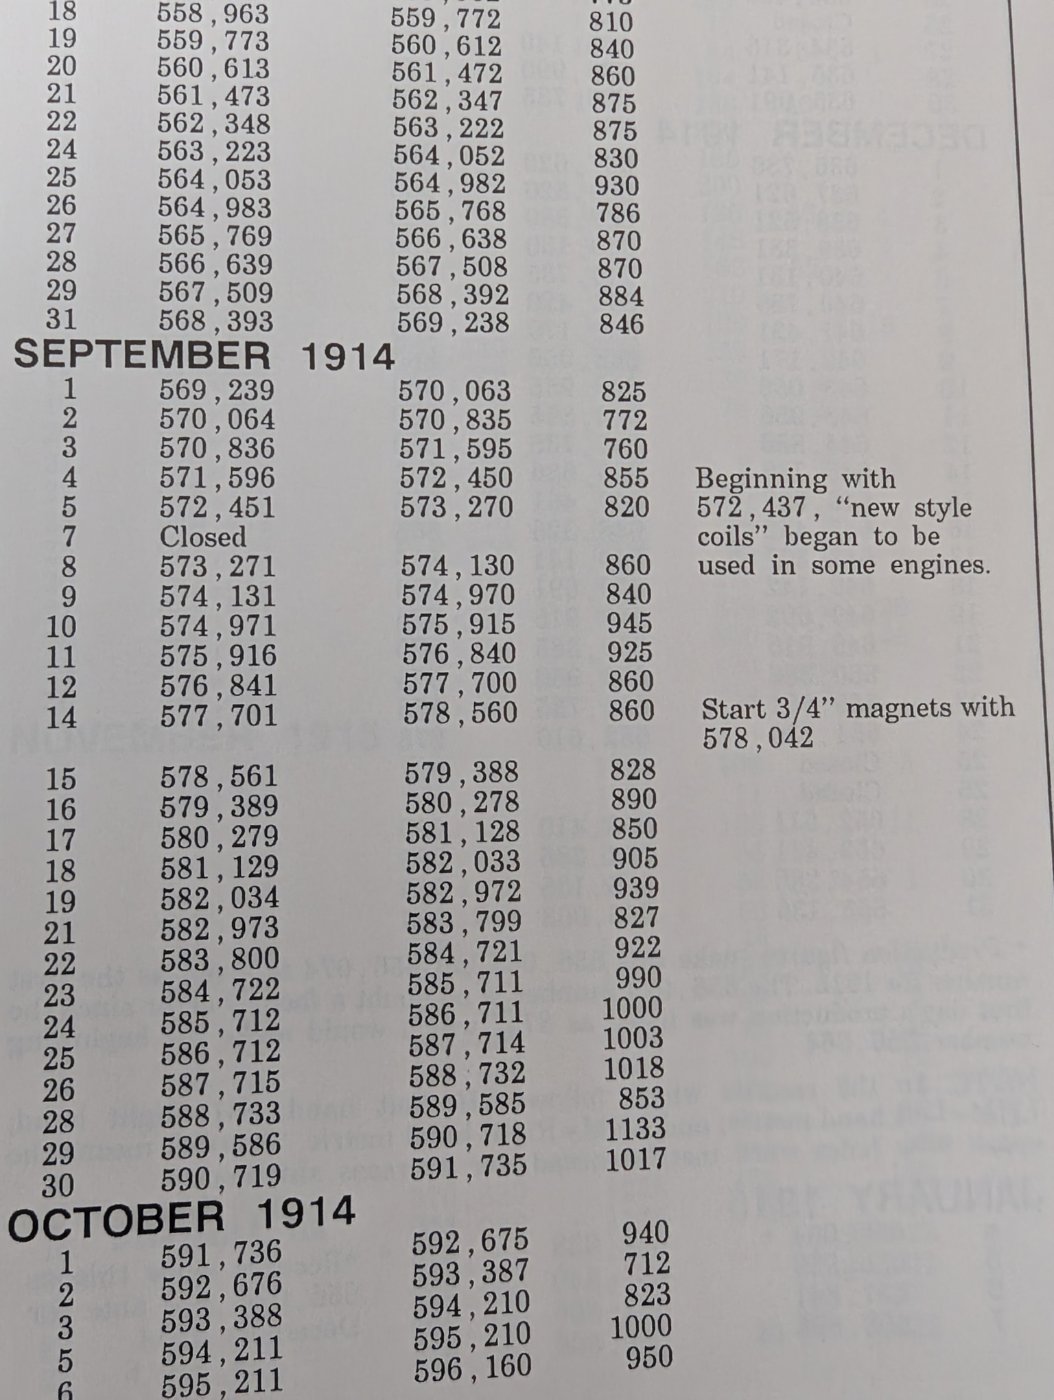 18 558,963 559,772 810
19 559,773 560,612 840
20 560,613 561,472 860
21 561,473 562,347 875
22 562,348 563,222 875
24 563,223 564,052 830
25 564,053 564,982 930
26 564,983 565,768 786
27 565,769 566,638 870
28 566,639 567,508 870
29 567,509 568,392 884
31 568,393 569,238 846
SEPTEMBER 1914
1 569,239 570,063 825
2 570,064 570,835 772
3 570,836 571,595 760
4 571,596 572,450 855 Beginning with
5 572,451 573,270 820 572,437, “new style
7 Closed coils” began to be
8 573,271 574,130 860 used in some engines.
9 574,131 574,970 840
10 574,971 575,915 945
11 575,916 576,840 925
12 576,841 577,700 860
14 577,701 578,560 860 Start 3/4” magnets with
578,042
15 578,561 579,388 828
16 579,389 580,278 890
17 580,279 581,128 850
18 581,129 582,033 905
19 582,034 582,972 939
21 582,973 583,799 827
22 583,800 584,721 922
23 584,722 585,711 990
24 585,712 586,711 1000
25 586,712 587,714 1003
26 587,715 588,732 1018
28 588,733 589,585 853
29 589,586 590,718 1133
30 590,719 591,735 1017
OCTOBER 1914
1 591,736 592,675 940
2 592,676 593,387 712
3 593,388 594,210 823
5 594,211 595,210 1000
6 595,211 596,160 950